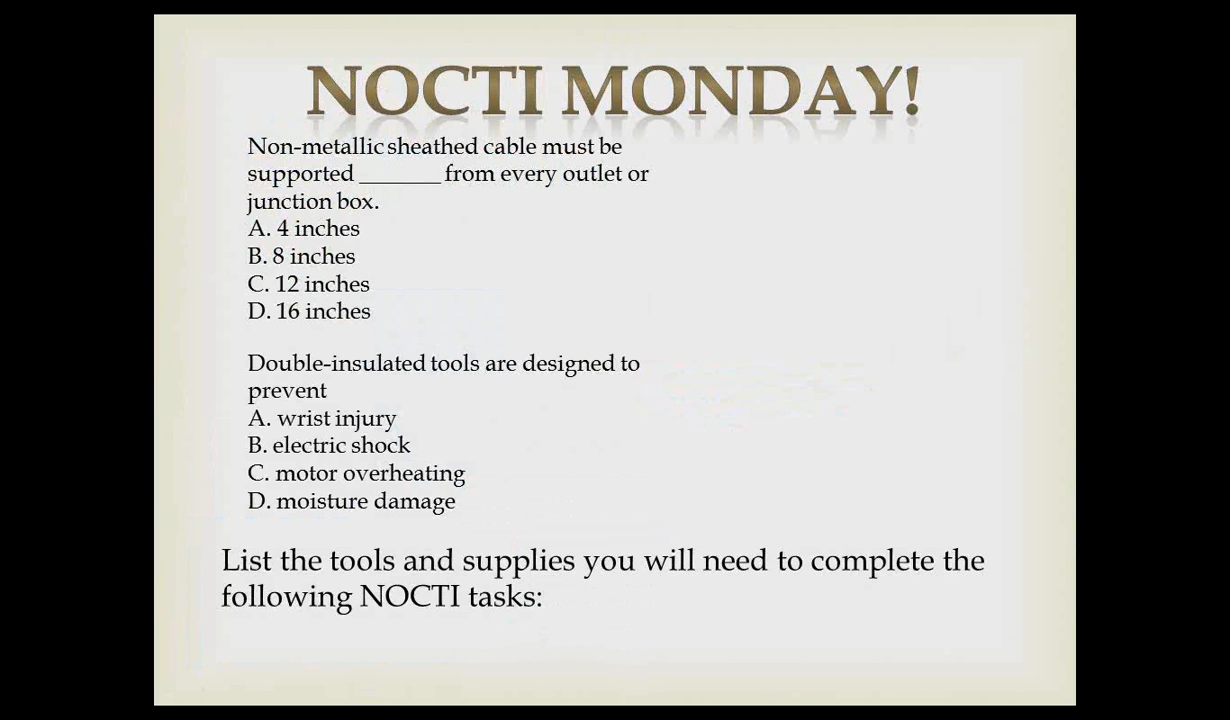 NOCTI MONDAY!
Non-metallic sheathed cable must be
supported _______ from every outlet or
junction box.
A. 4 inches
B. 8 inches
C. 12 inches
D. 16 inches
Double-insulated tools are designed to
prevent
A. wrist injury
B. electric shock
C. motor overheating
D. moisture damage
List the tools and supplies you will need to complete the
following NOCTI tasks: